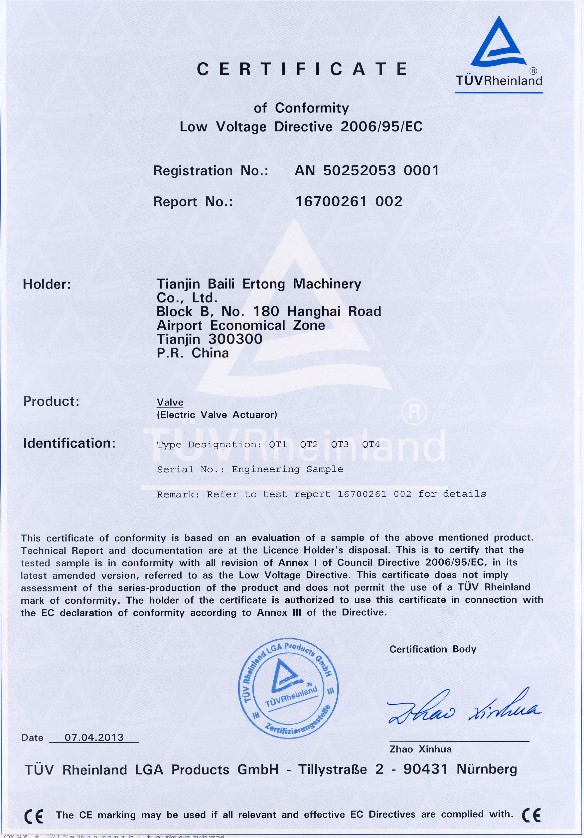 TÜVRheinland®
CERTIFICATE
of Conformity
Low Voltage Directive 2006/95/EC
Registration No.: AN 50252053 0001
Report No.: 16700261 002
Holder: Tianjin Baili Ertong Machinery
Co., Ltd.
Block B, No. 180 Hanghai Road
Airport Economical Zone
Tianjin 300300
P.R. China
Product: Valve
(Electric Valve Actuaror)
TÜVRheinland®
Identification: Type Designation: QT1 QT2 QT3 QT4
Serial No.: Engineering Sample
Remark: Refer to test report 16700261 002 for details
This certificate of conformity is based on an evaluation of a sample of the above mentioned product.
Technical Report and documentation are at the Licence Holder's disposal. This is to certify that the
tested sample is in conformity with all revision of Annex I of Council Directive 2006/95/EC, in its
latest amended version, referred to as the Low Voltage Directive. This certificate does not imply
assessment of the series-production of the product and does not permit the use of a TÜV Rheinland
mark of conformity. The holder of the certificate is authorized to use this certificate in connection with
the EC declaration of conformity according to Annex III of the Directive.
Certification Body
TÜV Rheinland LGA Products GmbH
TÜVRheinland
Zertifizierungsstelle
Zhao Xinhua
Date 07.04.2013
Zhao Xinhua
TÜV Rheinland LGA Products GmbH - Tillystraße 2 - 90431 Nürnberg
CE The CE marking may be used if all relevant and effective EC Directives are complied with. CE